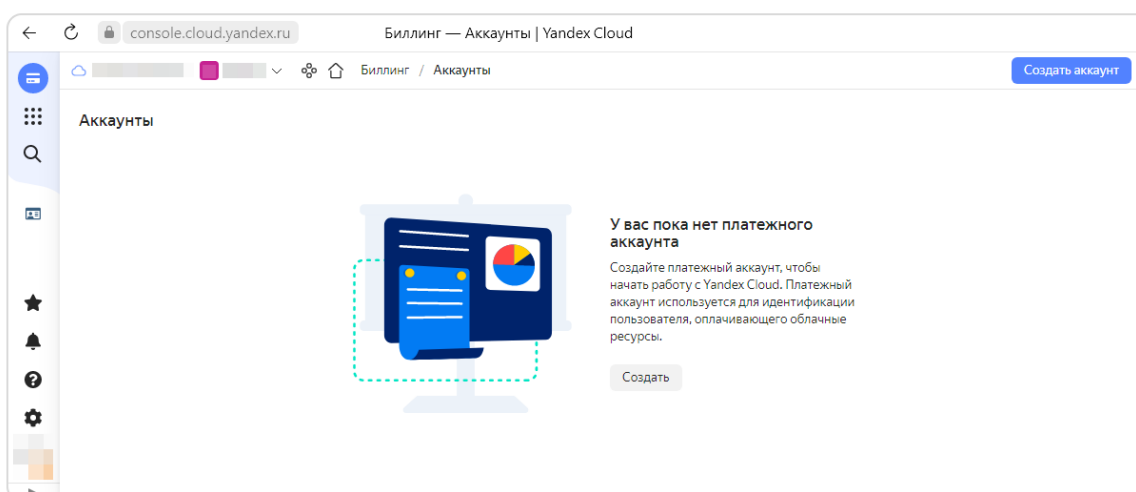 console.cloud.yandex.ru
Биллинг — Аккаунты | Yandex Cloud
Биллинг / Аккаунты
Создать аккаунт
Аккаунты
У вас пока нет платежного
аккаунта
Создайте платежный аккаунт, чтобы
начать работу с Yandex Cloud. Платежный
аккаунт используется для идентификации
пользователя, оплачивающего облачные
ресурсы.
Создать